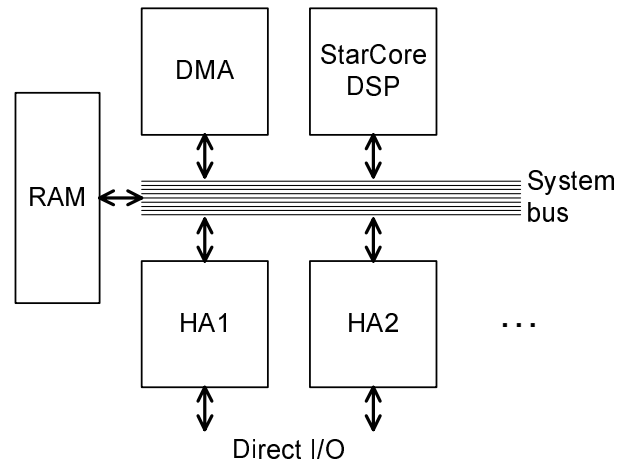 DMA
StarCore
DSP
RAM
System
bus
HA1
HA2
...
Direct I/O